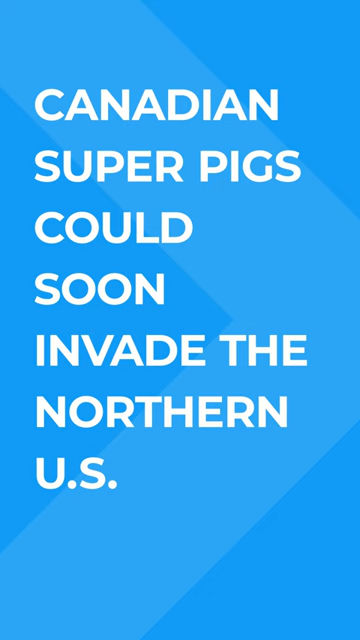 CANADIAN
SUPER PIGS
COULD
SOON
INVADE THE
NORTHERN
U.S.